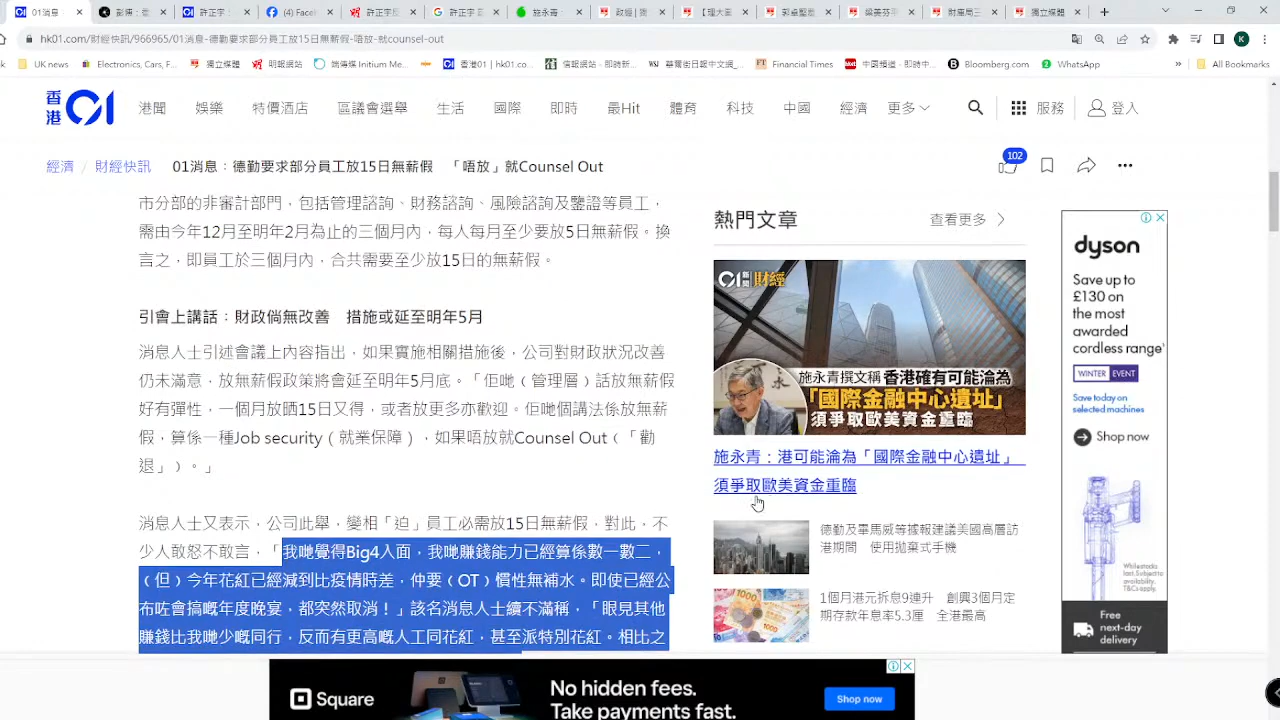 01消息
4) Face
獨立媒體
hk01.com/財經快訊/966965/01消息-德勤要求部分員工放15日無薪假-唔放-就counsel-out
UK news
Electronics, Cars, F...
獨立媒體
明報網站
端傳媒 Initium Me...
香港01 | hk01.co...
信報網站 - 即時新...
Financial Times
Bloomberg.com
WhatsApp
»
All Bookmarks
香港01
港聞
娛樂
特價酒店
區議會選舉
生活
國際
即時
最Hit
體育
科技
中國
經濟
更多
服務
登入
經濟 / 財經快訊
01消息：德勤要求部分員工放15日無薪假 「唔放」就Counsel Out
102
市分部的非審計部門，包括管理諮詢、財務諮詢、風險諮詢及鑒證等員工，
需由今年12月至明年2月為止的三個月內，每人每月至少要放5日無薪假。換
言之，即員工於三個月內，合共需要至少放15日的無薪假。
引會上講話：財政倘無改善 措施或延至明年5月
消息人士引述會議上內容指出，如果實施相關措施後，公司對財政狀況改善
仍未滿意，放無薪假政策將會延至明年5月底。「佢哋（管理層）話放無薪假
好有彈性，一個月放晒15日又得，或者放更多亦歡迎。佢哋個講法係放無薪
假，算係一種Job security（就業保障），如果唔放就Counsel Out（「勸
退」）。」
消息人士又表示，公司此舉，變相「迫」員工必需放15日無薪假，對此，不
少人敢怒不敢言，「我哋覺得Big4入面，我哋賺錢能力已經算係數一數二，
（但）今年花紅已經減到比疫情時差，仲要（OT）慣性無補水。即使已經公
布咗會搞嘅年度晚宴，都突然取消！」該名消息人士續不滿稱，「眼見其他
賺錢比我哋少嘅同行，反而有更高嘅人工同花紅，甚至派特別花紅。相比之
熱門文章
查看更多
01新聞 財經
施永青撰文稱香港確有可能淪為
「國際金融中心遺址」
須爭取歐美資金重臨
施永青：港可能淪為「國際金融中心遺址」
須爭取歐美資金重臨
德勤及畢馬威等據報建議美國高層訪
港期間 使用拋棄式手機
1個月港元拆息9連升 創興3個月定
期存款年息率5.3厘 全港最高
dyson
Save up to
£130 on
the most
awarded
cordless range¹
WINTER EVENT
Save today on
selected machines
Shop now
While stocks
last. Subject to
availability.
T&Cs apply.
Free
next-day
delivery
Square
No hidden fees.
Take payments fast.
Shop now